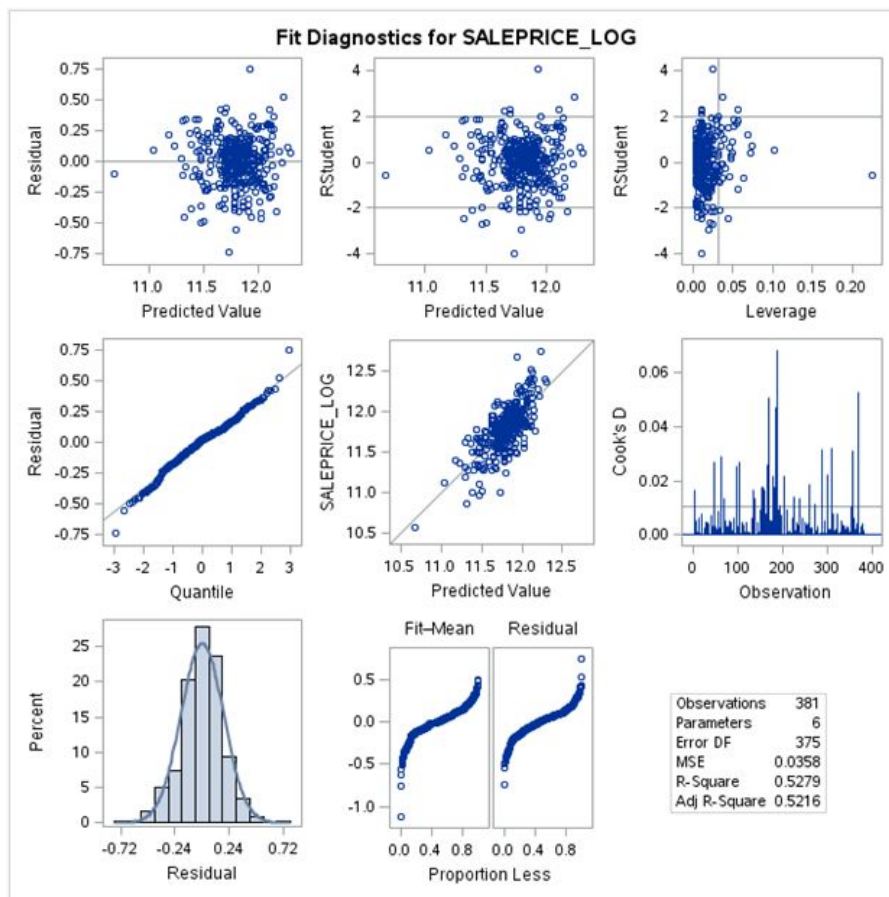 Fit Diagnostics for SALEPRICE_LOG
0.75
0.50
0.25
0.00
-0.25
-0.50
-0.75
Residual
11.0 11.5 12.0
Predicted Value
4
2
0
-2
-4
RStudent
11.0 11.5 12.0
Predicted Value
4
2
0
-2
-4
RStudent
0.00 0.05 0.10 0.15 0.20
Leverage
0.75
0.50
0.25
0.00
-0.25
-0.50
-0.75
Residual
-3 -2 -1 0 1 2 3
Quantile
12.5
12.0
11.5
11.0
10.5
SALEPRICE_LOG
10.5 11.0 11.5 12.0 12.5
Predicted Value
0.06
0.04
0.02
0.00
Cook's D
0 100 200 300 400
Observation
25
20
15
10
5
0
Percent
-0.72 -0.24 0.24 0.72
Residual
Fit–Mean Residual
0.5
0.0
-0.5
-1.0
0.0 0.4 0.8 0.0 0.4 0.8
Proportion Less
Observations 381
Parameters 6
Error DF 375
MSE 0.0358
R-Square 0.5279
Adj R-Square 0.5216